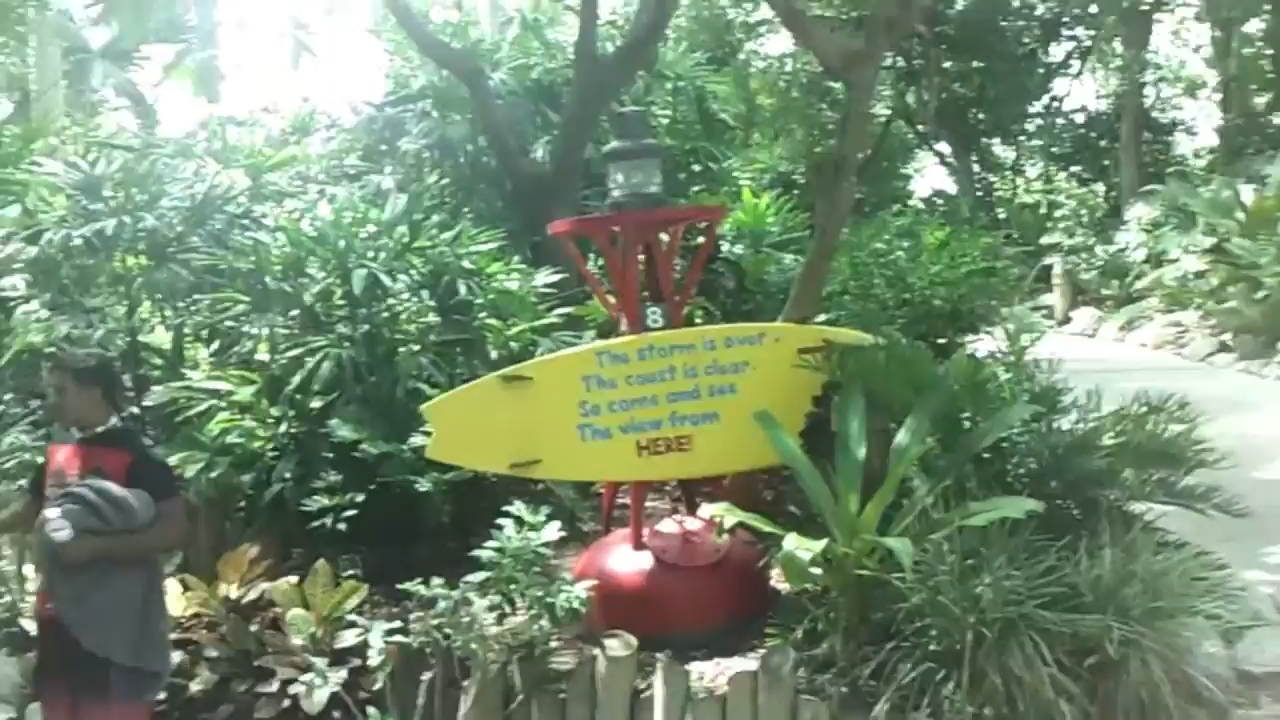 8
The storm is over.
The coast is clear.
So come and see
The view from
HERE!